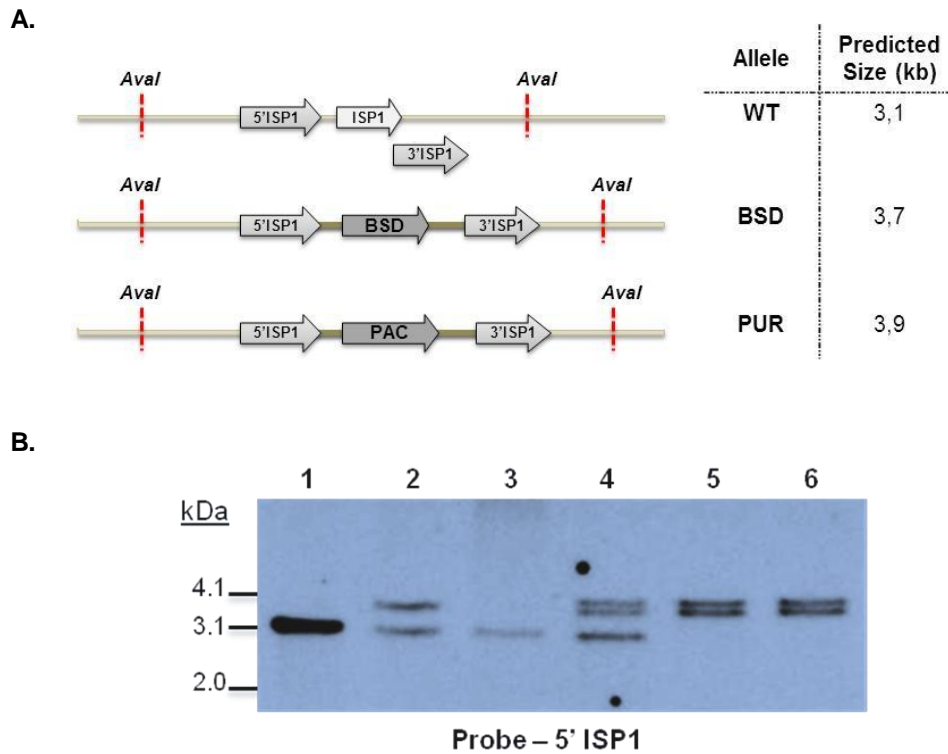 A.
Allele Predicted Size (kb)
AvaI AvaI
5'ISP1 ISP1
3'ISP1
WT 3,1
AvaI AvaI
5'ISP1 BSD 3'ISP1
BSD 3,7
AvaI AvaI
5'ISP1 PAC 3'ISP1
PUR 3,9
B.
1 2 3 4 5 6
kDa
4.1
3.1
2.0
Probe – 5' ISP1